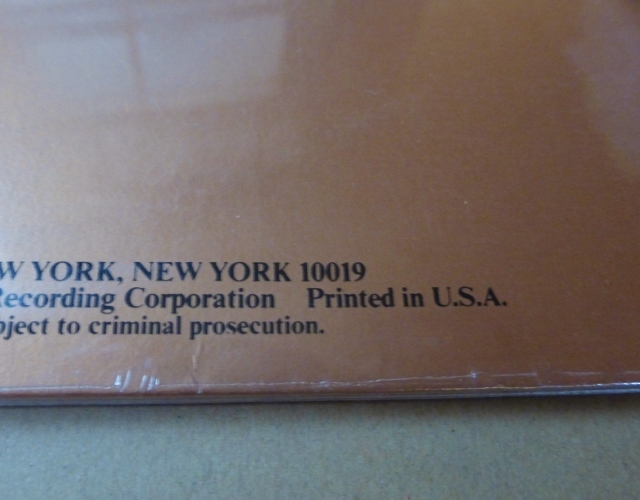 W YORK, NEW YORK 10019
Recording Corporation Printed in U.S.A.
bject to criminal prosecution.